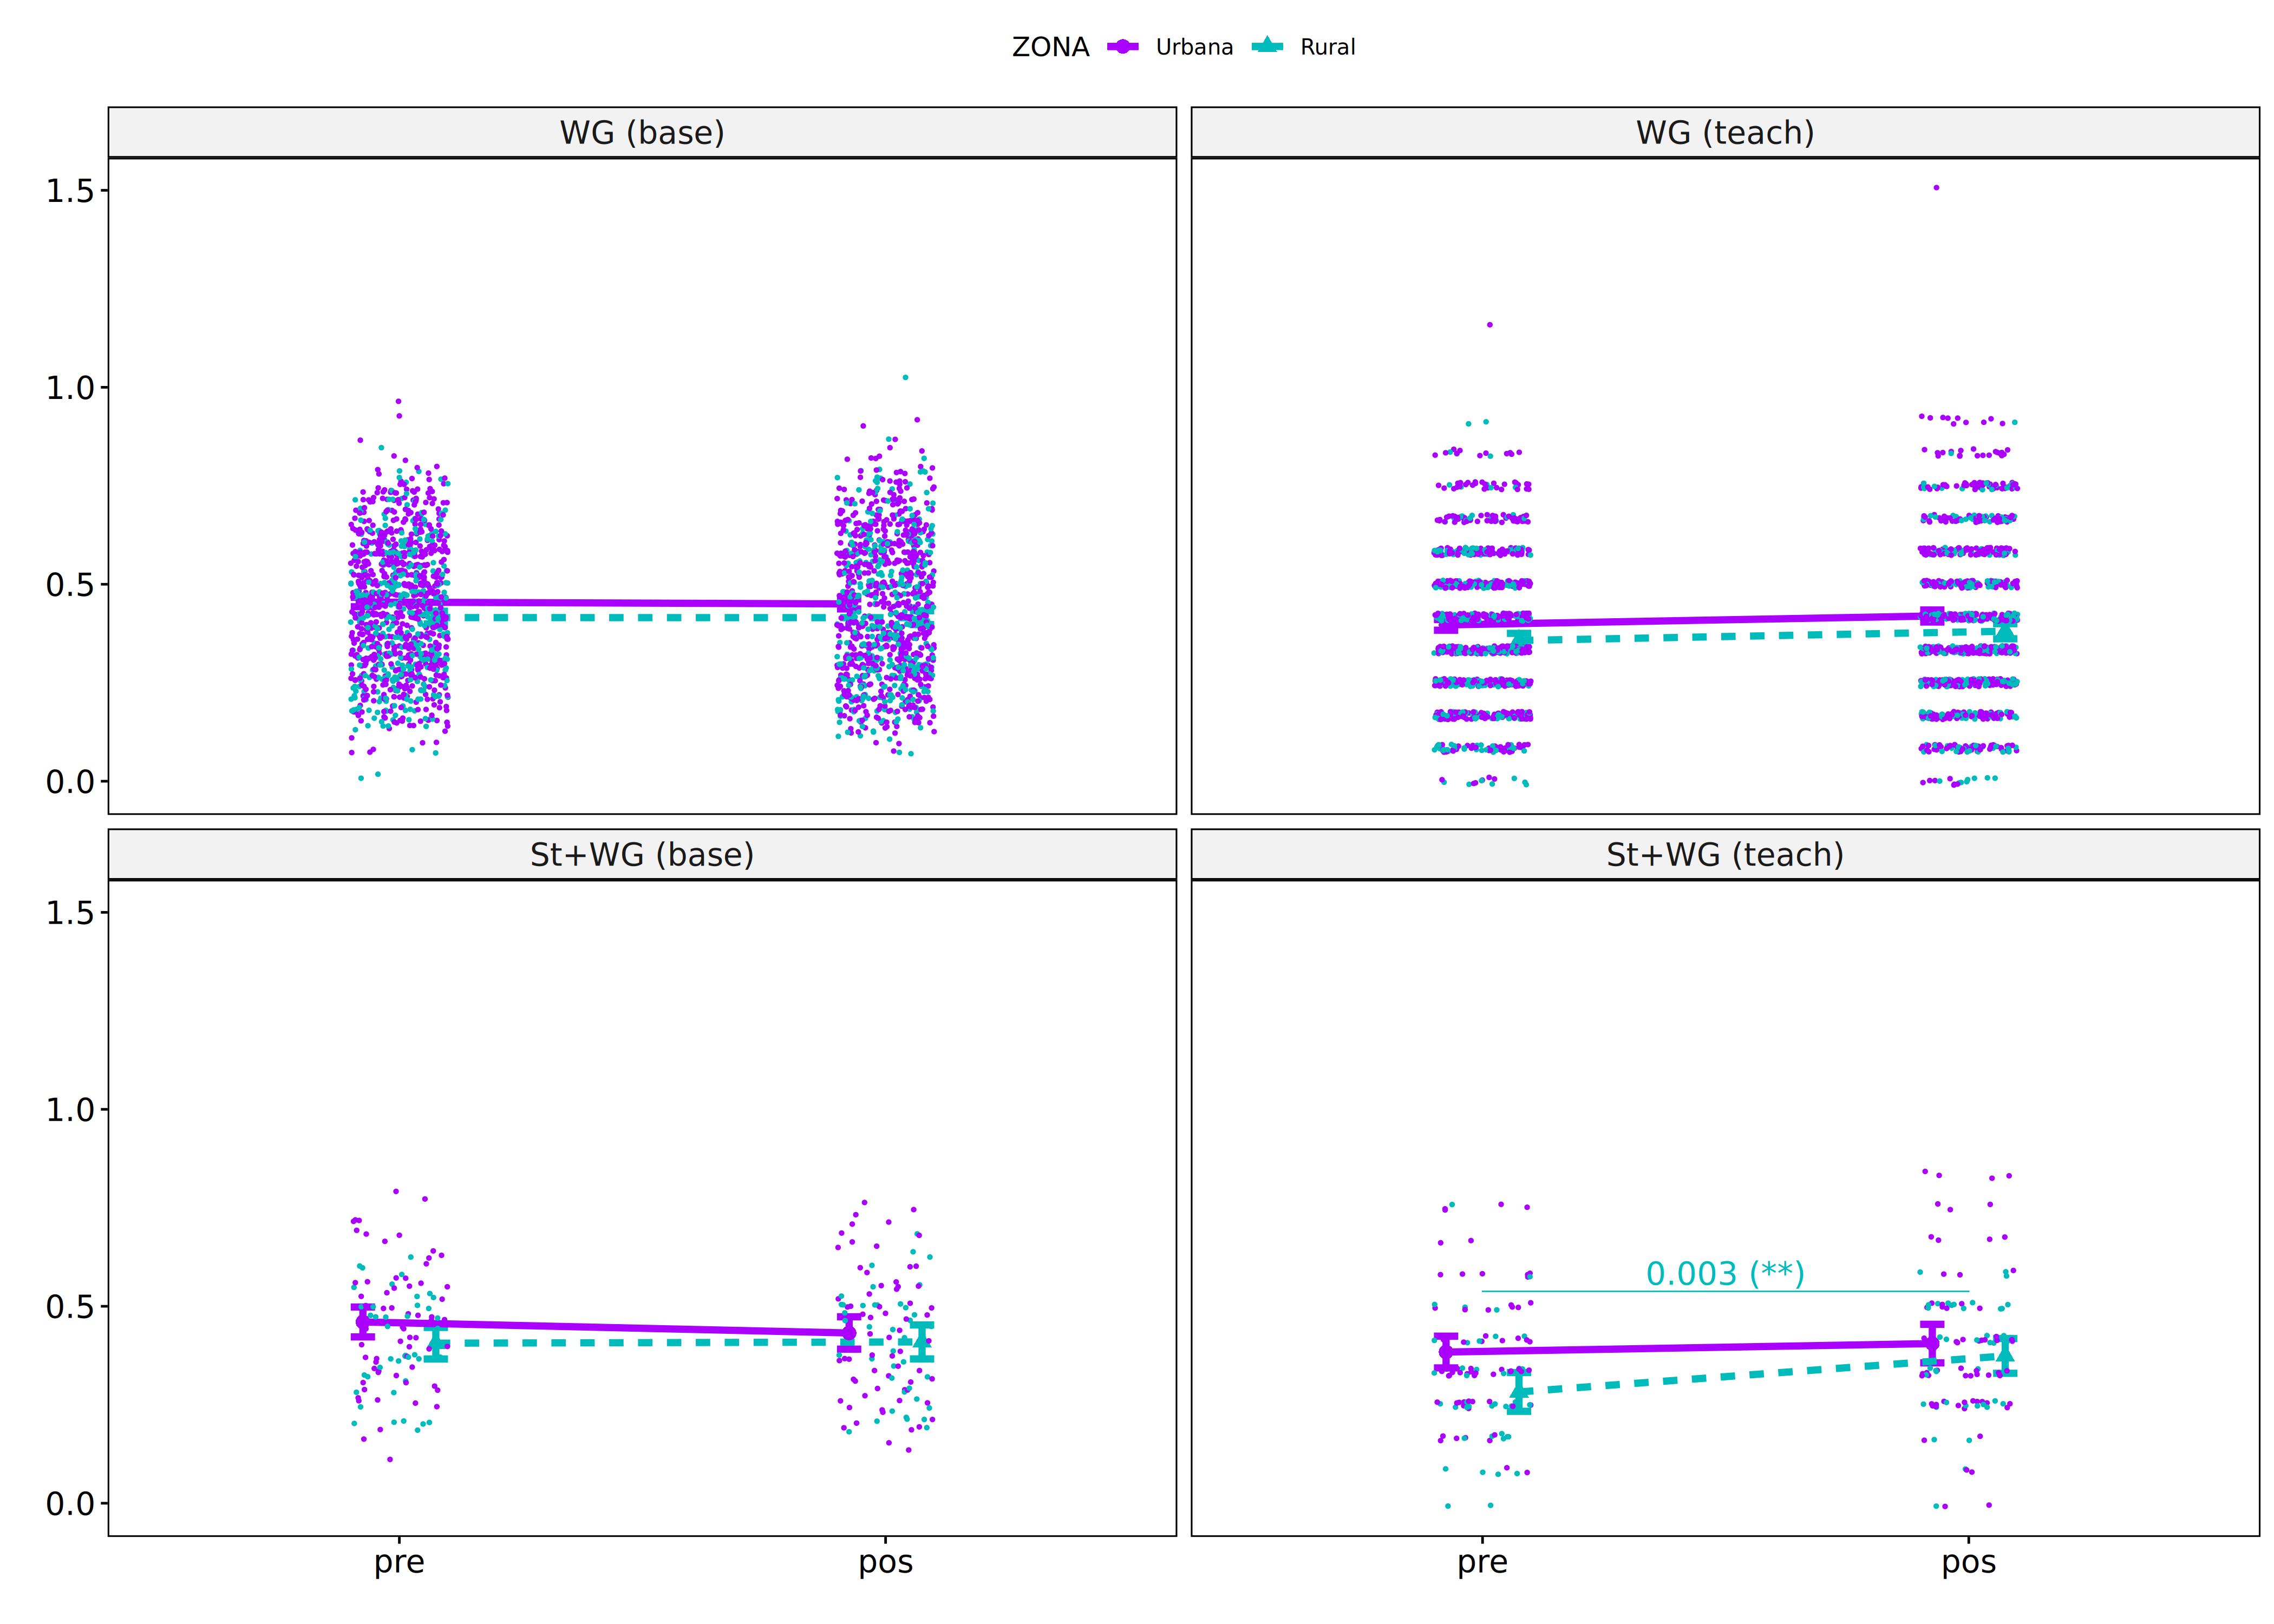 ZONA Urbana Rural
WG (base)
WG (teach)
1.5
1.0
0.5
0.0
St+WG (base)
St+WG (teach)
1.5
1.0
0.5
0.0
0.003 (**)
pre
pos
pre
pos